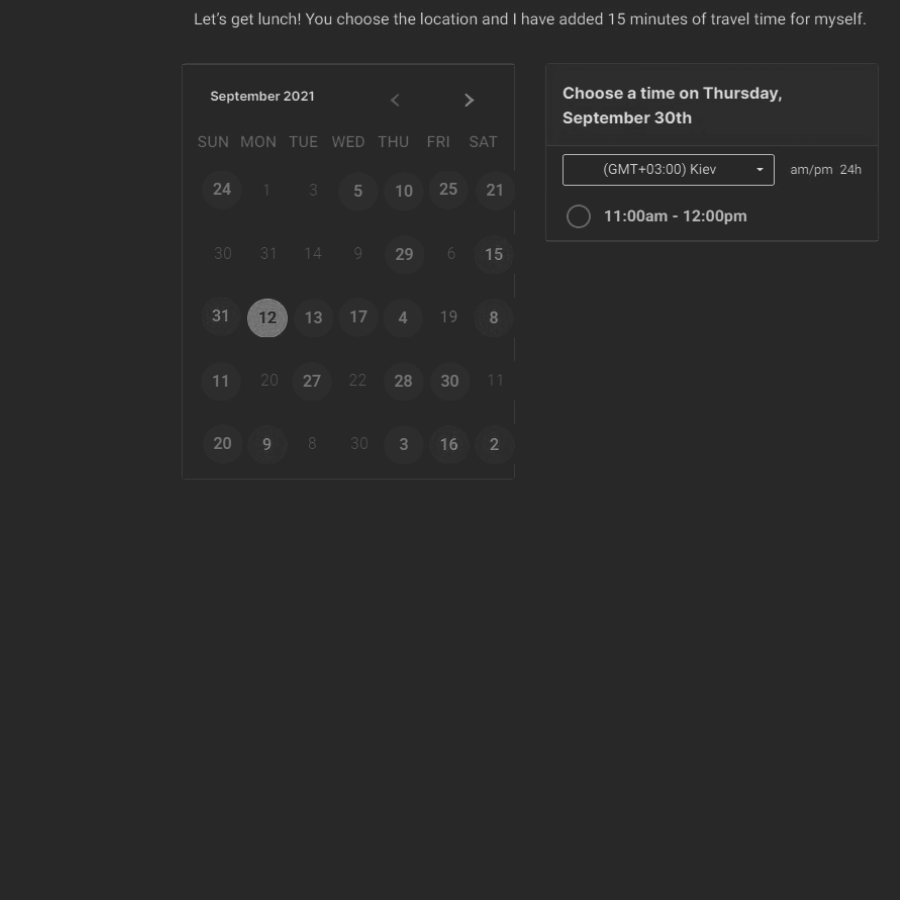 Let's get lunch! You choose the location and I have added 15 minutes of travel time for myself.
September 2021
SUN MON TUE WED THU FRI SAT
24 1 3 5 10 25 21
30 31 14 9 29 6 15
31 12 13 17 4 19 8
11 20 27 22 28 30 11
20 9 8 30 3 16 2
Choose a time on Thursday,
September 30th
(GMT+03:00) Kiev am/pm 24h
11:00am - 12:00pm